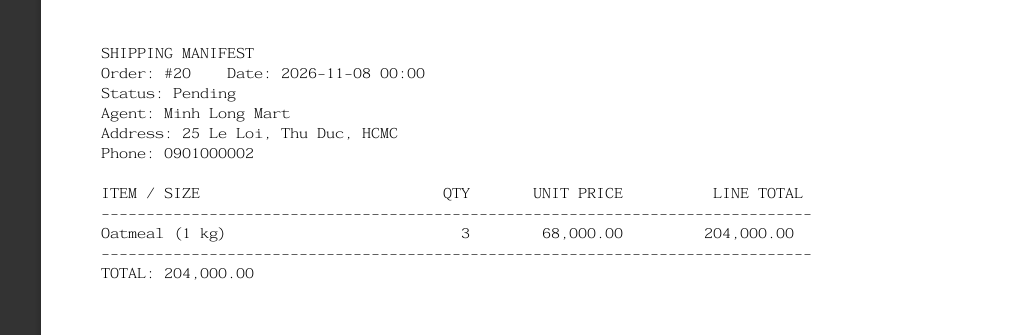 SHIPPING MANIFEST
Order: #20    Date: 2026-11-08 00:00
Status: Pending
Agent: Minh Long Mart
Address: 25 Le Loi, Thu Duc, HCMC
Phone: 0901000002
ITEM / SIZE                           QTY       UNIT PRICE          LINE TOTAL
-------------------------------------------------------------------------------
Oatmeal (1 kg)                          3        68,000.00         204,000.00
-------------------------------------------------------------------------------
TOTAL: 204,000.00